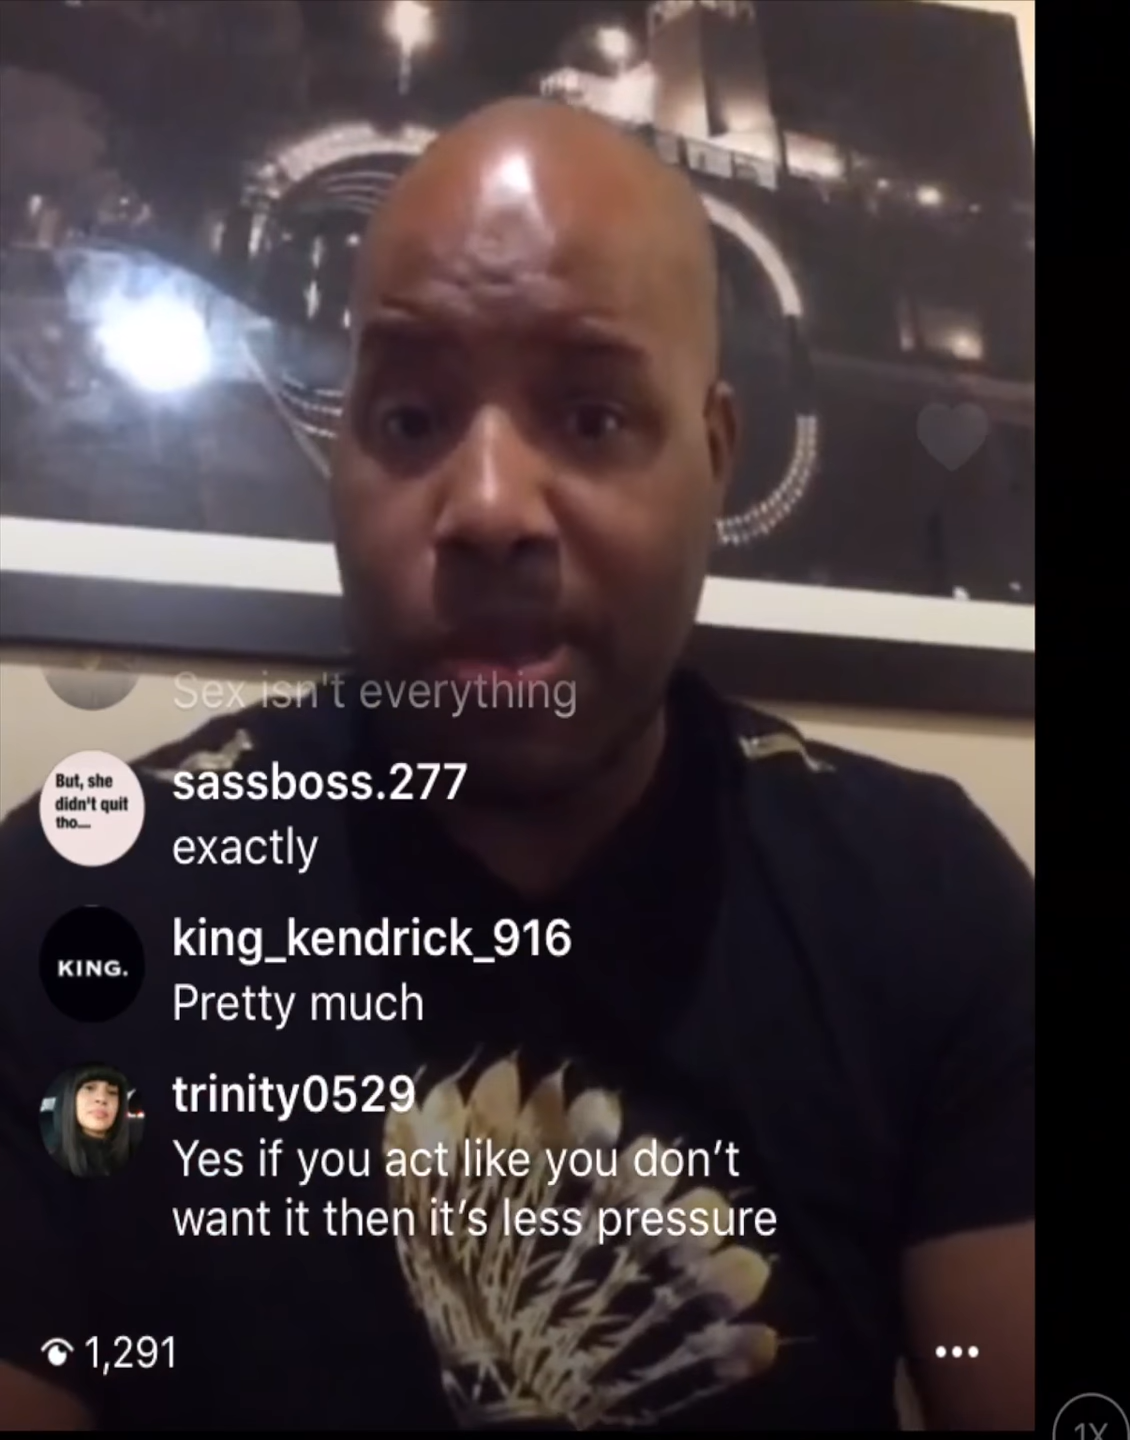 Sex isn't everything
But, she
didn't quit
tho....
sassboss.277
exactly
KING.
king_kendrick_916
Pretty much
trinity0529
Yes if you act like you don't
want it then it's less pressure
1,291
1X